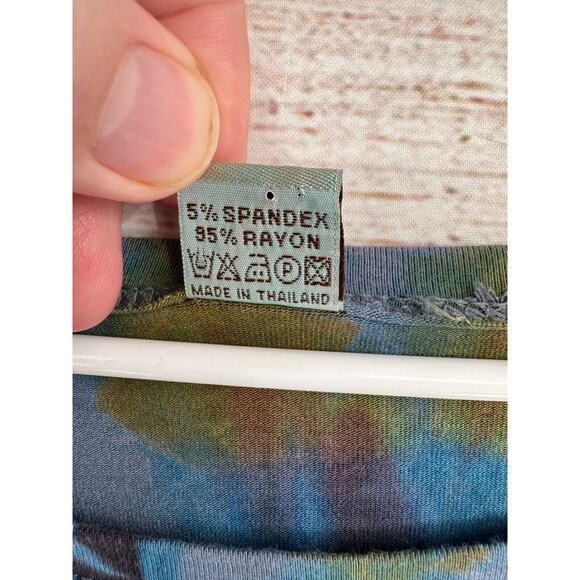 5% SPANDEX
95% RAYON
P
MADE IN THAILAND